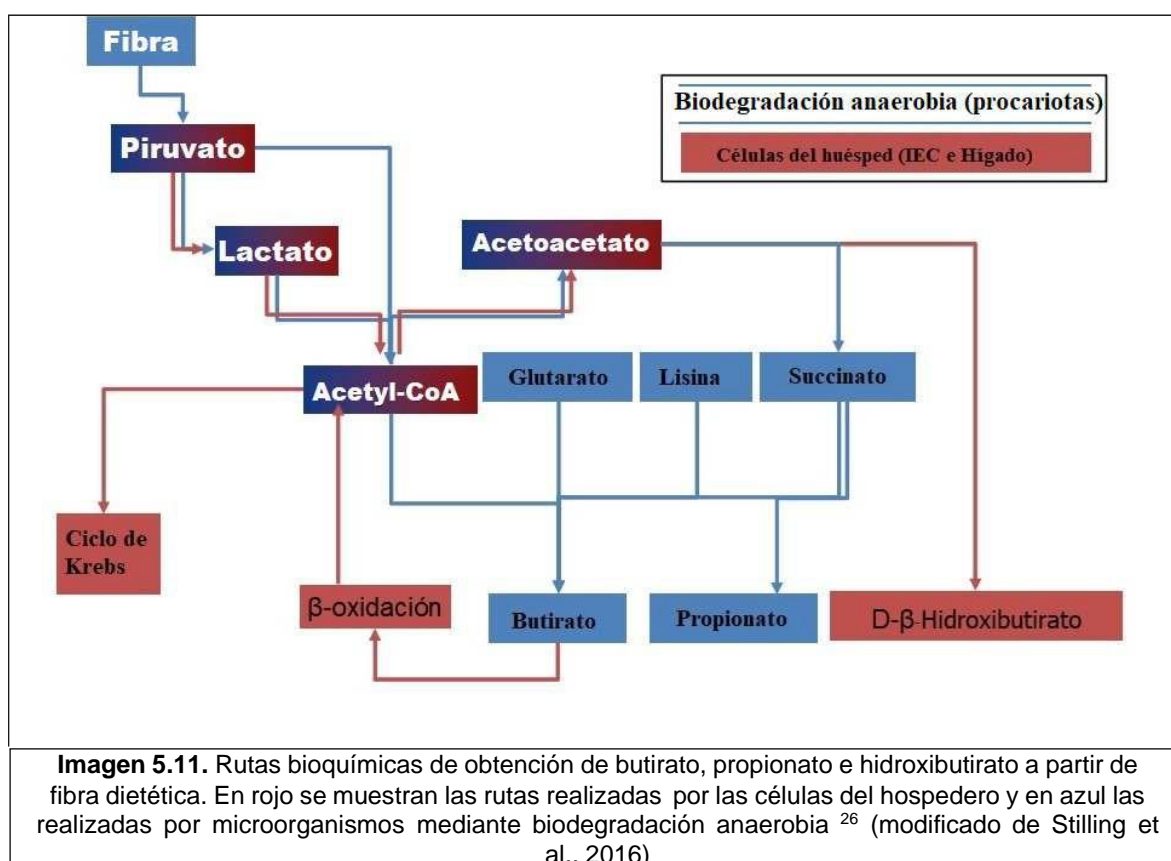 Fibra
Biodegradación anaerobia (procariotas)
Células del huésped (IEC e Hígado)
Piruvato
Lactato
Acetoacetato
Acetyl-CoA
Glutarato
Lisina
Succinato
Ciclo de
Krebs
β-oxidación
Butirato
Propionato
D-β-Hidroxibutirato
Imagen 5.11. Rutas bioquímicas de obtención de butirato, propionato e hidroxibutirato a partir de
fibra dietética. En rojo se muestran las rutas realizadas por las células del hospedero y en azul las
realizadas por microorganismos mediante biodegradación anaerobia 26 (modificado de Stilling et
al., 2016)